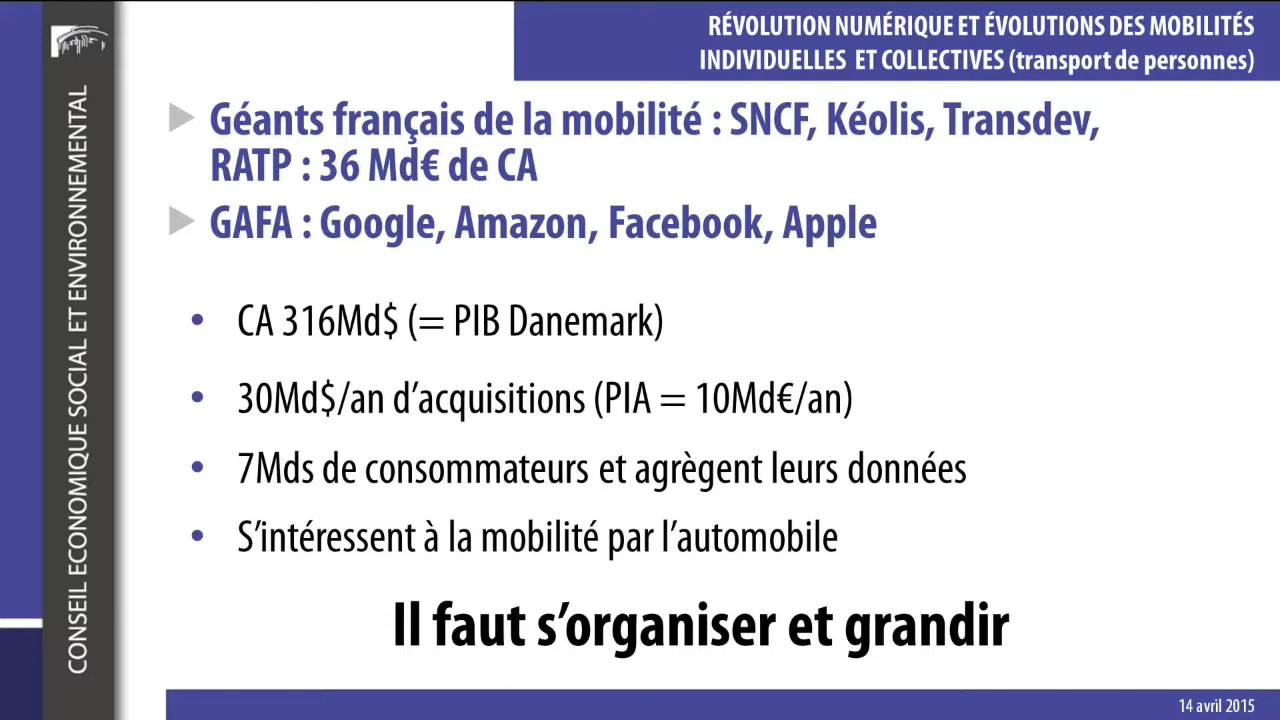 RÉVOLUTION NUMÉRIQUE ET ÉVOLUTIONS DES MOBILITÉS
INDIVIDUELLES ET COLLECTIVES (transport de personnes)
CONSEIL ECONOMIQUE SOCIAL ET ENVIRONNEMENTAL
Géants français de la mobilité : SNCF, Kéolis, Transdev,
RATP : 36 Md€ de CA
GAFA : Google, Amazon, Facebook, Apple
• CA 316Md$ (= PIB Danemark)
• 30Md$/an d’acquisitions (PIA = 10Md€/an)
• 7Mds de consommateurs et agrègent leurs données
• S’intéressent à la mobilité par l’automobile
Il faut s’organiser et grandir
14 avril 2015